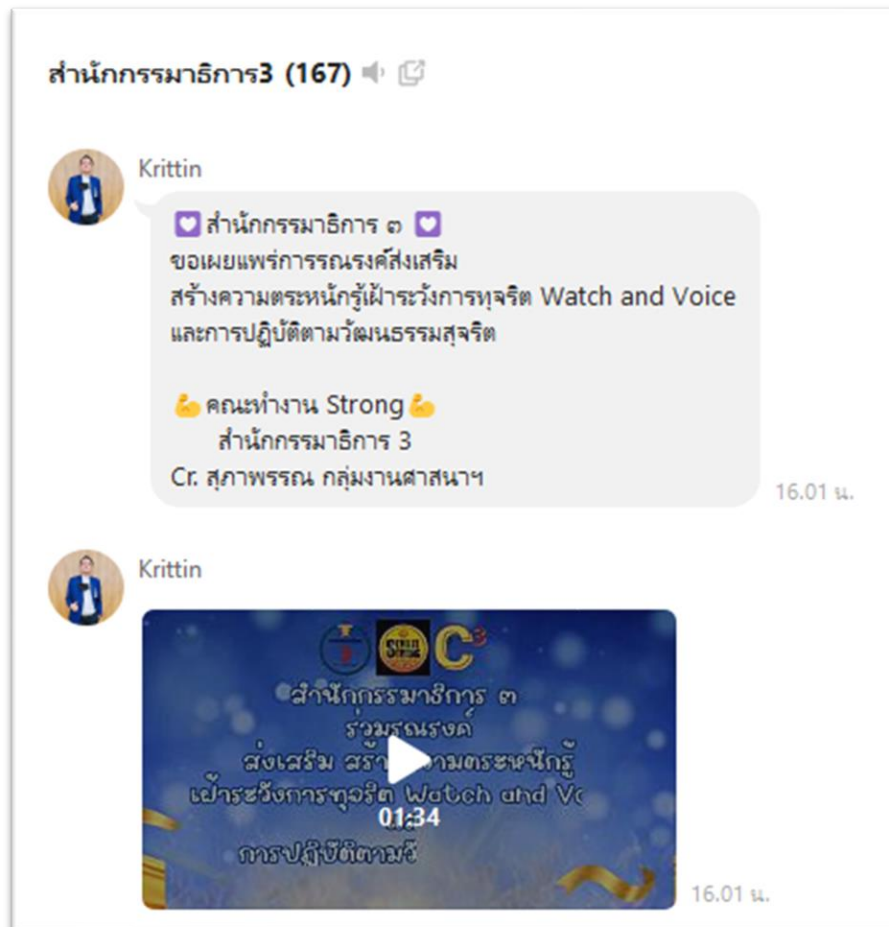 สำนักกรรมาธิการ3 (167)
Krittin
สำนักกรรมาธิการ ๓
ขอเผยแพร่การรณรงค์ส่งเสริม
สร้างความตระหนักรู้เฝ้าระวังการทุจริต Watch and Voice
และการปฏิบัติตามวัฒนธรรมสุจริต
คณะทำงาน Strong
สำนักกรรมาธิการ 3
Cr. สุภาพรรณ กลุ่มงานศาสนาฯ
16.01 น.
Krittin
สำนักกรรมาธิการ ๓
ร่วมรณรงค์
ส่งเสริม ความตระหนักรู้
เฝ้าระวังการทุจริต Watch and
01:34
16.01 น.